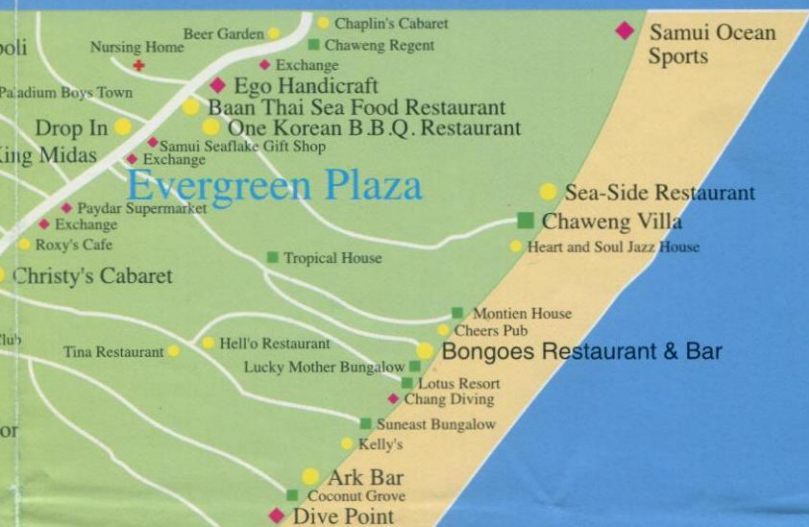 Chaplin's Cabaret
Beer Garden
Samui Ocean
Sports
Chaweng Regent
Nursing Home
Exchange
Ego Handicraft
Boys Town
Baan Thai Sea Food Restaurant
Drop In
One Korean B.B.Q. Restaurant
Samui Seaflake Gift Shop
Midas
Exchange
Evergreen Plaza
Sea-Side Restaurant
Paydar Supermarket
Chaweng Villa
Exchange
Roxy's Cafe
Heart and Soul Jazz House
Tropical House
Christy's Cabaret
Montien House
Cheers Pub
Hell'o Restaurant
Tina Restaurant
Bongoes Restaurant & Bar
Lucky Mother Bungalow
Lotus Resort
Chang Diving
Suneast Bungalow
Kelly's
Ark Bar
Coconut Grove
Dive Point